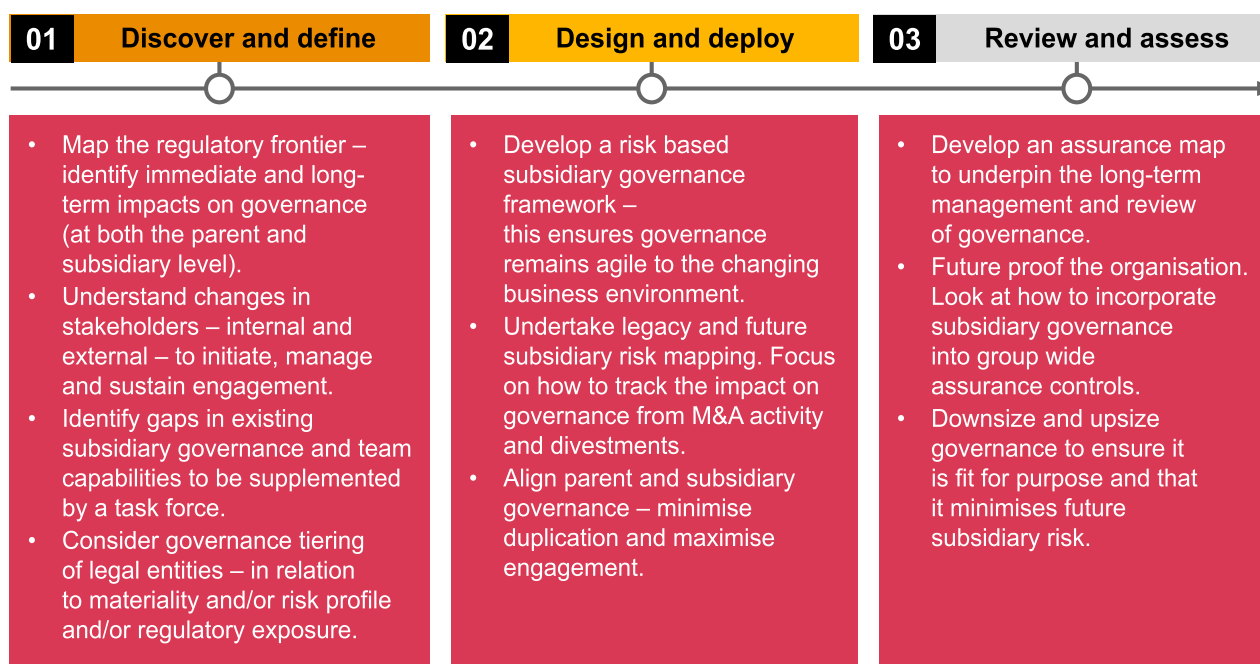 01 Discover and define
• Map the regulatory frontier –
identify immediate and long-
term impacts on governance
(at both the parent and
subsidiary level).
• Understand changes in
stakeholders – internal and
external – to initiate, manage
and sustain engagement.
• Identify gaps in existing
subsidiary governance and team
capabilities to be supplemented
by a task force.
• Consider governance tiering
of legal entities – in relation
to materiality and/or risk profile
and/or regulatory exposure.
02 Design and deploy
• Develop a risk based
subsidiary governance
framework –
this ensures governance
remains agile to the changing
business environment.
• Undertake legacy and future
subsidiary risk mapping. Focus
on how to track the impact on
governance from M&A activity
and divestments.
• Align parent and subsidiary
governance – minimise
duplication and maximise
engagement.
03 Review and assess
• Develop an assurance map
to underpin the long-term
management and review
of governance.
• Future proof the organisation.
Look at how to incorporate
subsidiary governance
into group wide
assurance controls.
• Downsize and upsize
governance to ensure it
is fit for purpose and that
it minimises future
subsidiary risk.